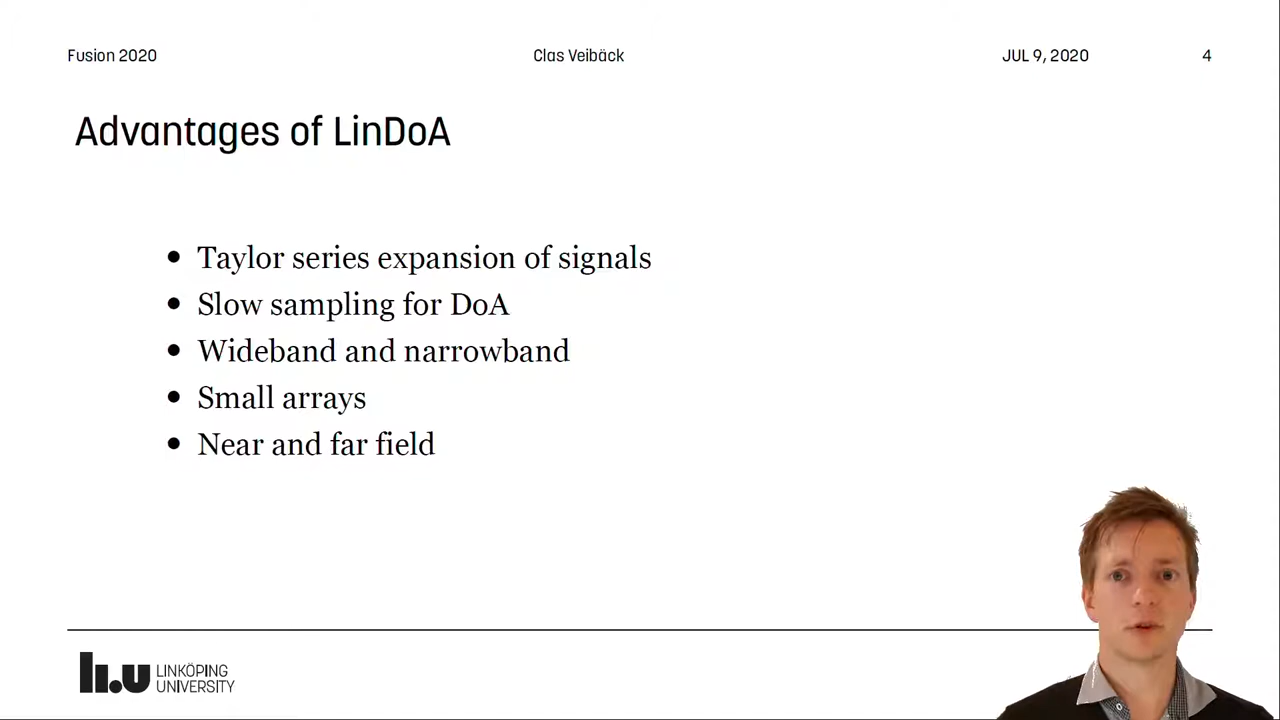 Fusion 2020
Clas Veibäck
JUL 9, 2020
4
Advantages of LinDoA
• Taylor series expansion of signals
• Slow sampling for DoA
• Wideband and narrowband
• Small arrays
• Near and far field
li.u LINKÖPING
UNIVERSITY